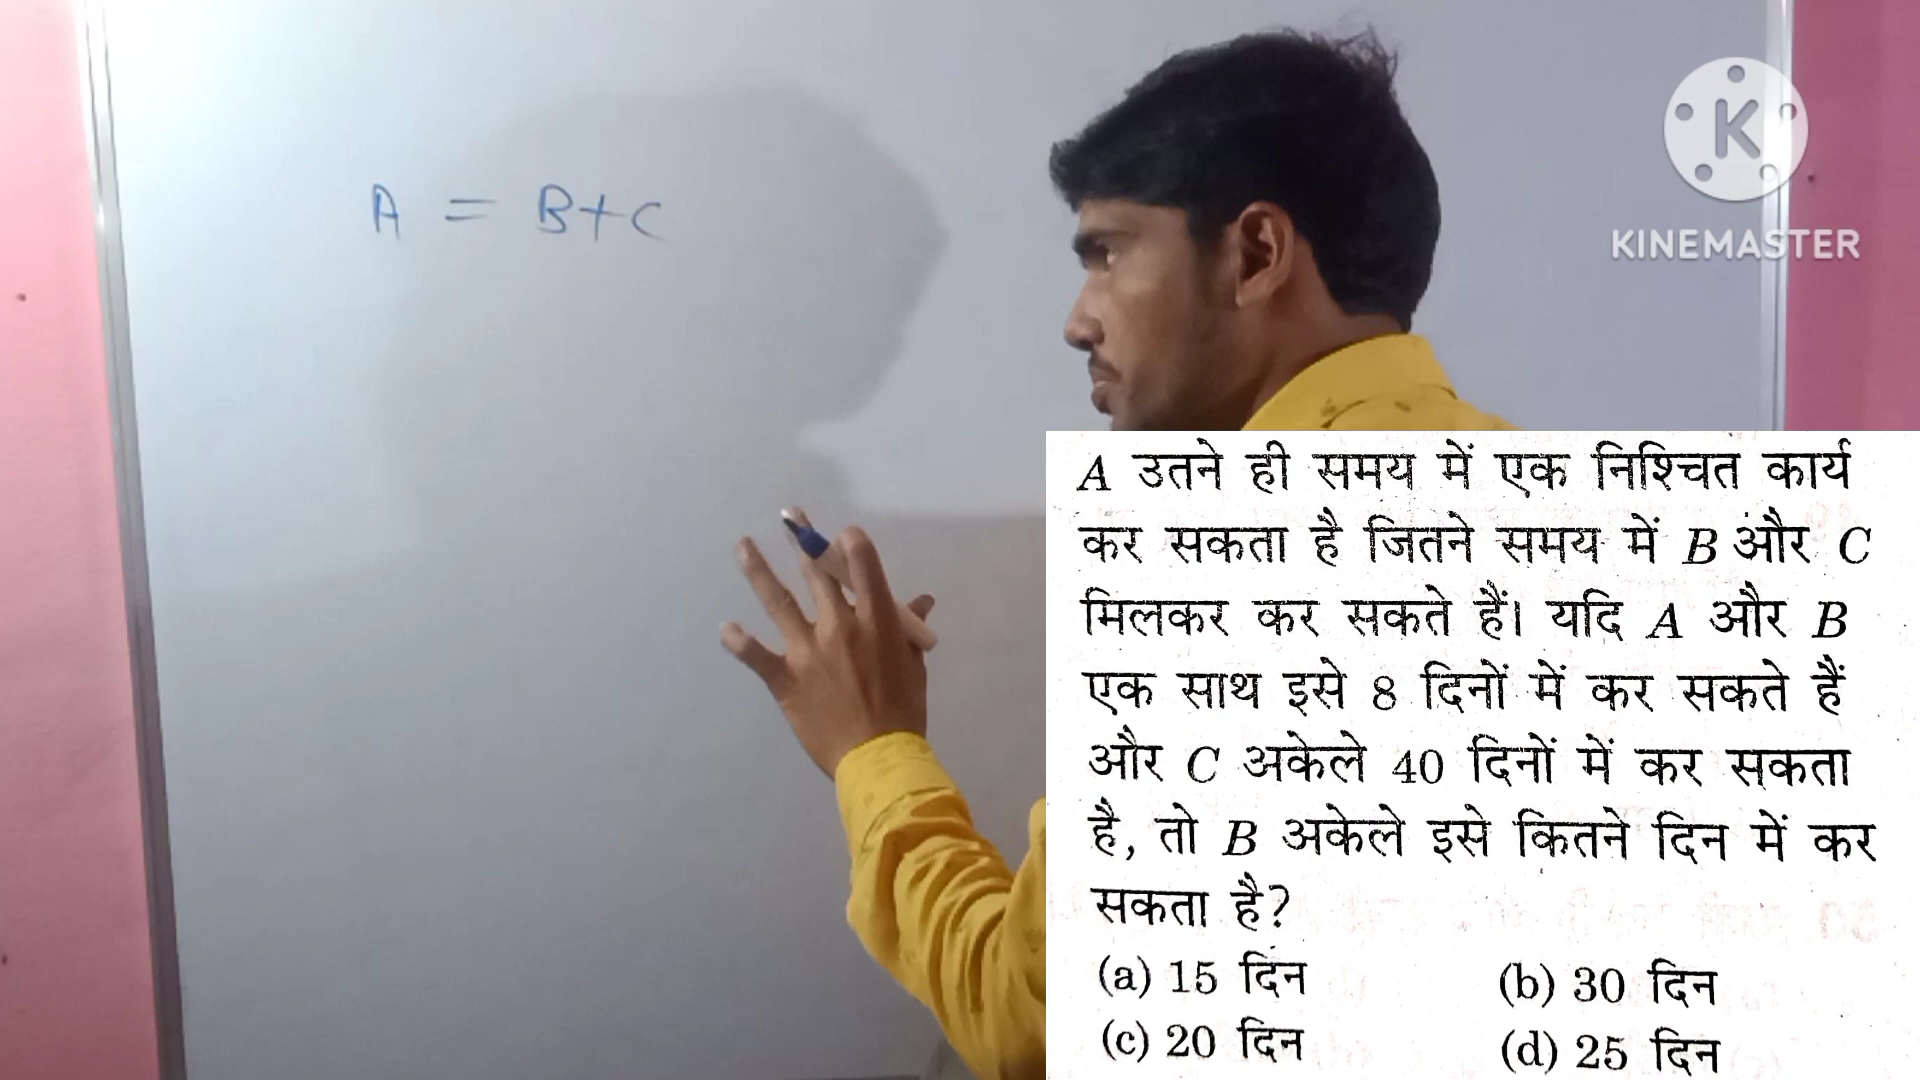 A = B+C
K
KINEMASTER
A उतने ही समय में एक निश्चित कार्य
कर सकता है जितने समय में B और C
मिलकर कर सकते हैं। यदि A और B
एक साथ इसे 8 दिनों में कर सकते हैं
और C अकेले 40 दिनों में कर सकता
है, तो B अकेले इसे कितने दिन में कर
सकता है?
(a) 15 दिन (b) 30 दिन
(c) 20 दिन (d) 25 दिन